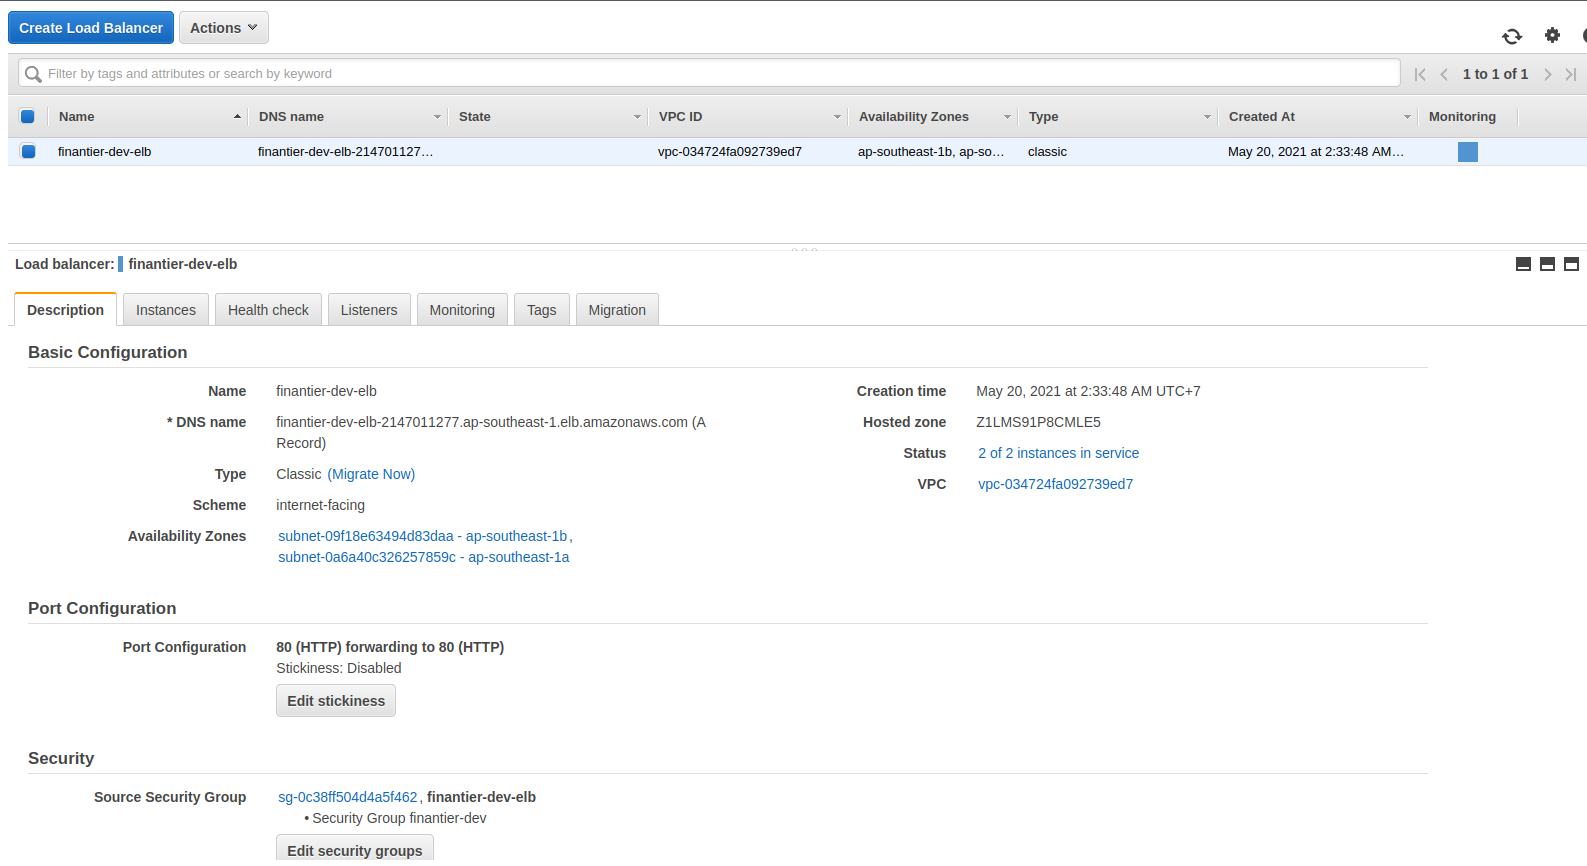 Create Load Balancer Actions
Filter by tags and attributes or search by keyword 1 to 1 of 1
Name DNS name State VPC ID Availability Zones Type Created At Monitoring
finantier-dev-elb finantier-dev-elb-214701127… vpc-034724fa092739ed7 ap-southeast-1b, ap-so… classic May 20, 2021 at 2:33:48 AM…
Load balancer: finantier-dev-elb
Description Instances Health check Listeners Monitoring Tags Migration
Basic Configuration
Name finantier-dev-elb Creation time May 20, 2021 at 2:33:48 AM UTC+7
* DNS name finantier-dev-elb-2147011277.ap-southeast-1.elb.amazonaws.com (A Hosted zone Z1LMS91P8CMLE5
Record)
Status 2 of 2 instances in service
Type Classic (Migrate Now) VPC vpc-034724fa092739ed7
Scheme internet-facing
Availability Zones subnet-09f18e63494d83daa - ap-southeast-1b,
subnet-0a6a40c326257859c - ap-southeast-1a
Port Configuration
Port Configuration 80 (HTTP) forwarding to 80 (HTTP)
Stickiness: Disabled
Edit stickiness
Security
Source Security Group sg-0c38ff504d4a5f462, finantier-dev-elb
• Security Group finantier-dev
Edit security groups